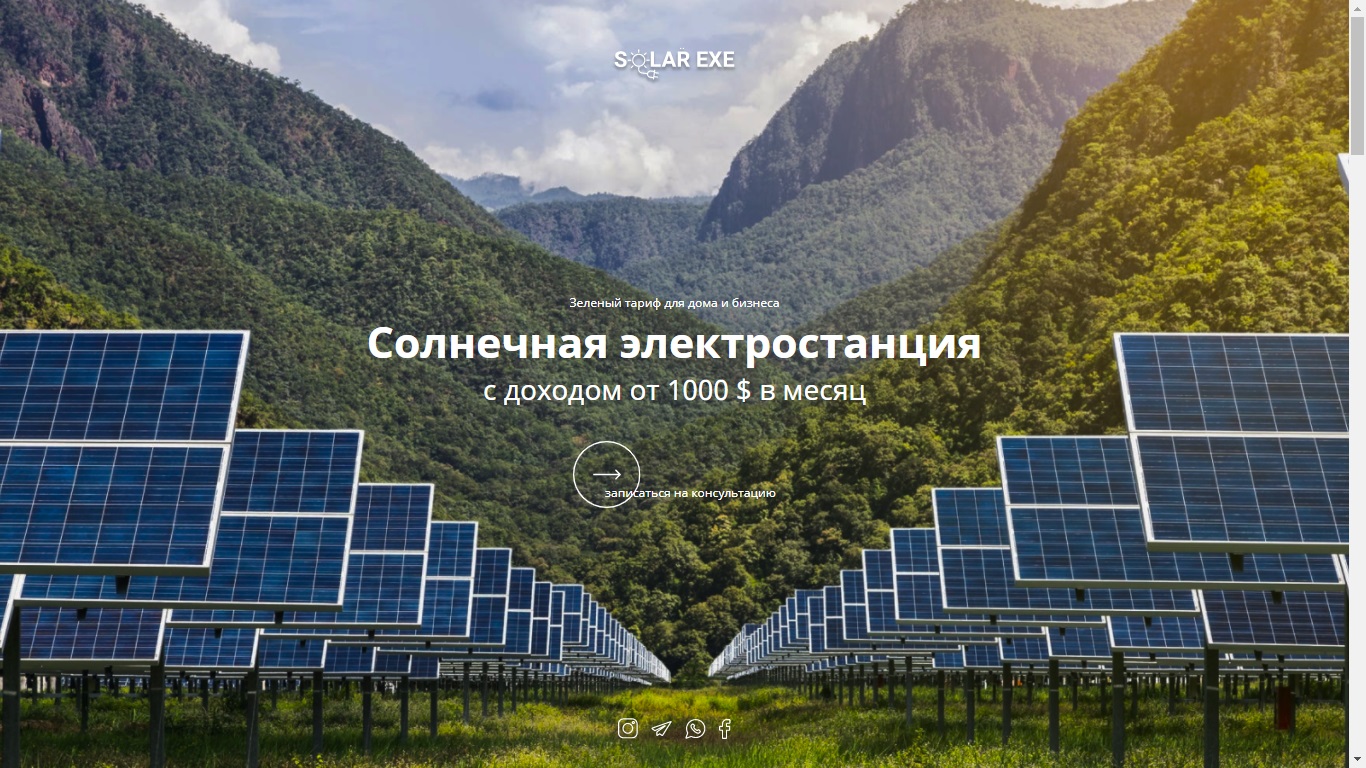 SOLAR EXE
Зеленый тариф для дома и бизнеса
Солнечная электростанция
с доходом от 1000 $ в месяц
записаться на консультацию